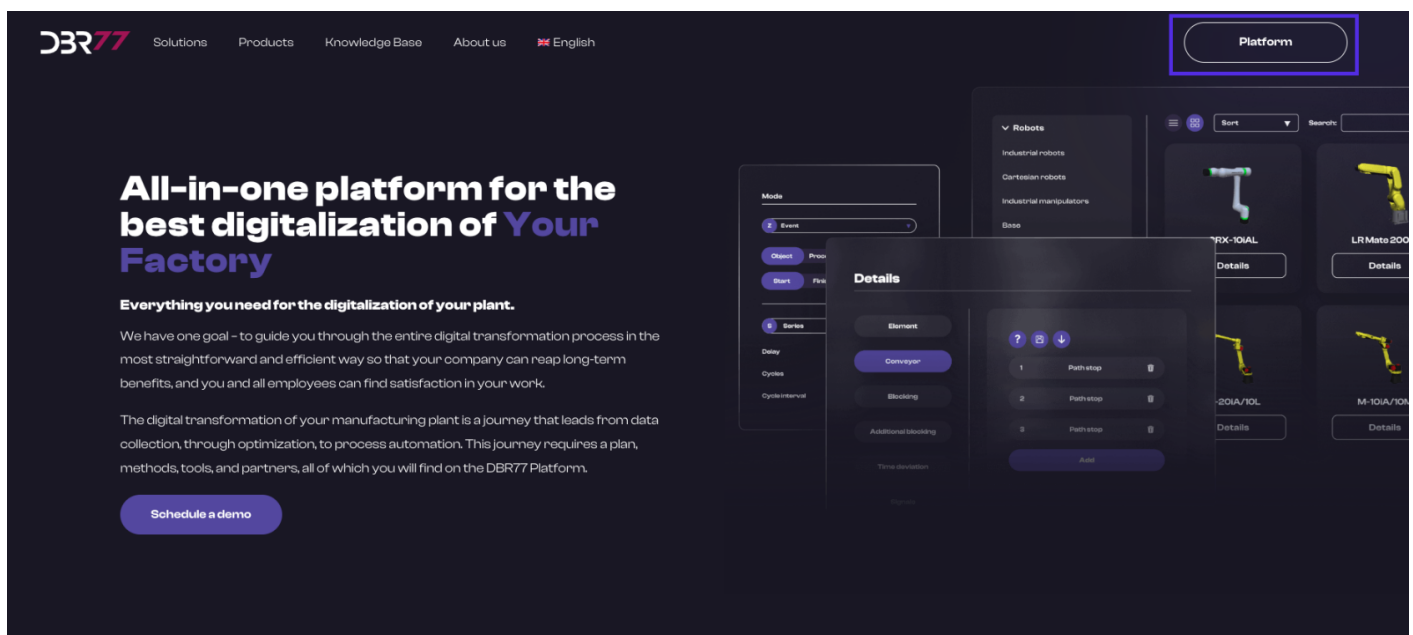 DBR77
Solutions
Products
Knowledge Base
About us
English
Platform
All-in-one platform for the
best digitalization of Your
Factory
Everything you need for the digitalization of your plant.
We have one goal – to guide you through the entire digital transformation process in the
most straightforward and efficient way so that your company can reap long-term
benefits, and you and all employees can find satisfaction in your work.
The digital transformation of your manufacturing plant is a journey that leads from data
collection, through optimization, to process automation. This journey requires a plan,
methods, tools, and partners, all of which you will find on the DBR77 Platform.
Schedule a demo
Mode
Event
Object
Start
Series
Delay
Cycles
Cycle interval
Details
Element
Conveyor
Blocking
Additional blocking
Time deviation
?
1 Path stop
2 Path stop
3 Path stop
Add
Robots
Industrial robots
Cartesian robots
Industrial manipulators
Base
Sort
Search:
RX-10iAL
Details
LR Mate 200
Details
-20iA/10L
Details
M-10iA/10M
Details